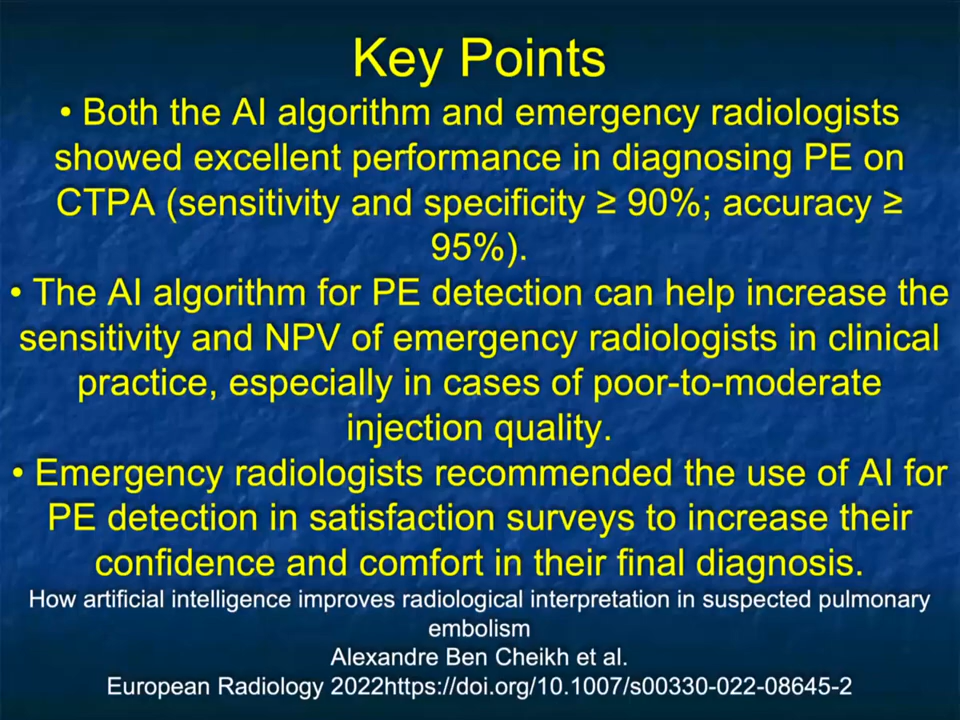 Key Points
• Both the AI algorithm and emergency radiologists
showed excellent performance in diagnosing PE on
CTPA (sensitivity and specificity ≥ 90%; accuracy ≥
95%).
• The AI algorithm for PE detection can help increase the
sensitivity and NPV of emergency radiologists in clinical
practice, especially in cases of poor-to-moderate
injection quality.
• Emergency radiologists recommended the use of AI for
PE detection in satisfaction surveys to increase their
confidence and comfort in their final diagnosis.
How artificial intelligence improves radiological interpretation in suspected pulmonary
embolism
Alexandre Ben Cheikh et al.
European Radiology 2022https://doi.org/10.1007/s00330-022-08645-2